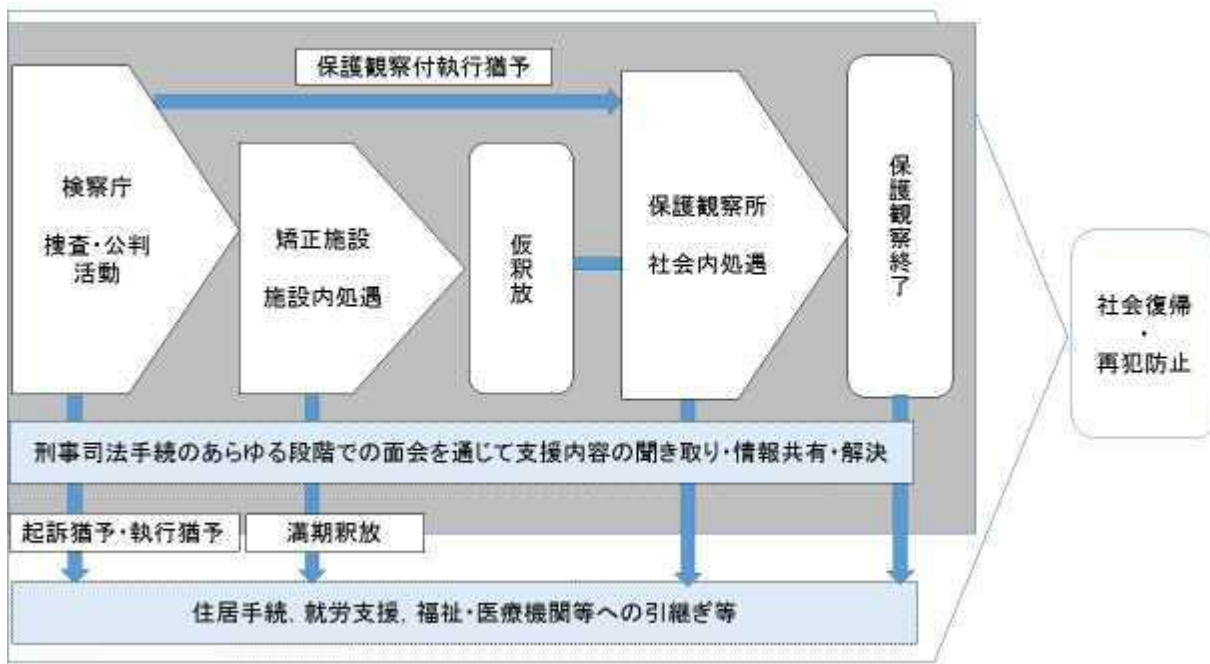 保護観察付執行猶予
検察庁
捜査・公判
活動
矯正施設
施設内処遇
仮釈放
保護観察所
社会内処遇
保護観察終了
社会復帰
・
再犯防止
刑事司法手続のあらゆる段階での面会を通じて支援内容の聞き取り・情報共有・解決
起訴猶予・執行猶予
満期釈放
住居手続，就労支援，福祉・医療機関等への引継ぎ等